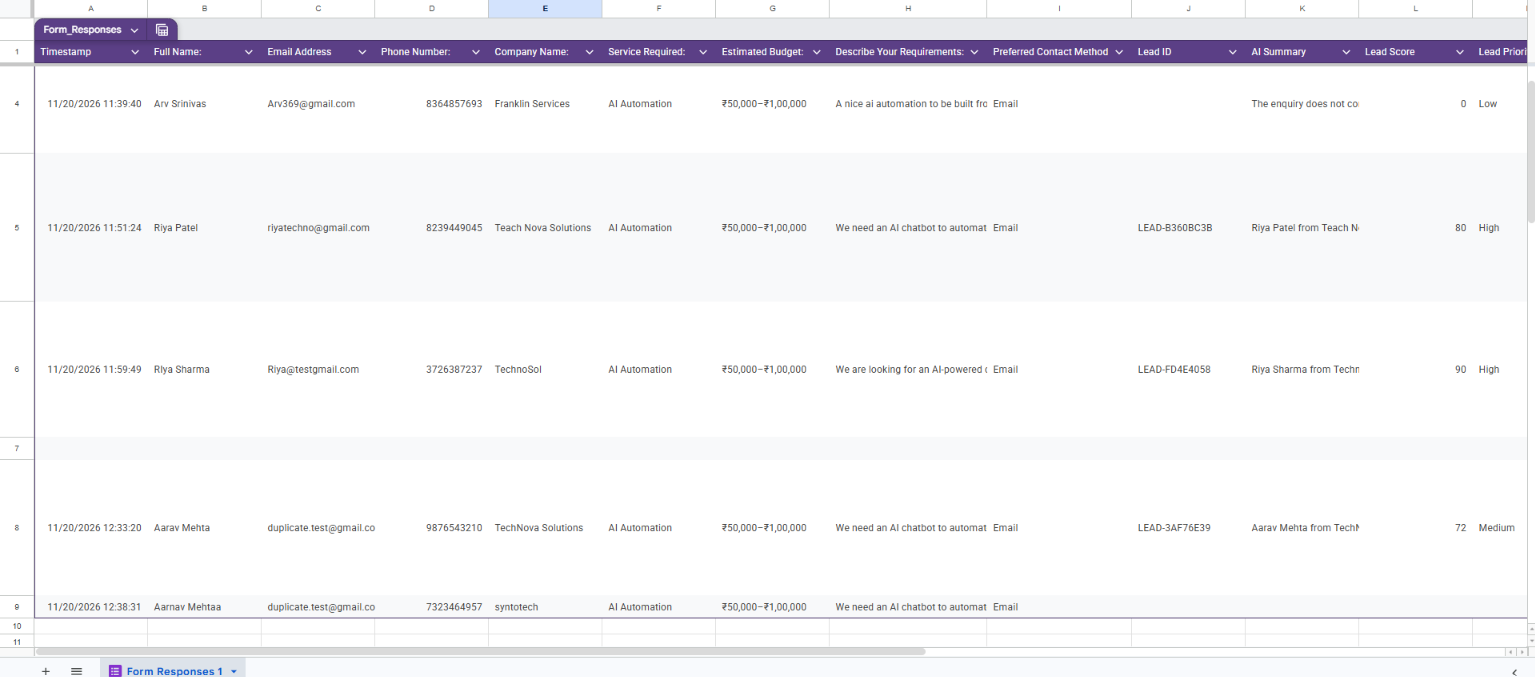 A B C D E F G H I J K L
Form_Responses
1 Timestamp Full Name: Email Address Phone Number: Company Name: Service Required: Estimated Budget: Describe Your Requirements: Preferred Contact Method Lead ID AI Summary Lead Score Lead Priori
4 11/20/2026 11:39:40 Arv Srinivas Arv369@gmail.com 8364857693 Franklin Services AI Automation ₹50,000–₹1,00,000 A nice ai automation to be built fro Email The enquiry does not co 0 Low
5 11/20/2026 11:51:24 Riya Patel riyatechno@gmail.com 8239449045 Teach Nova Solutions AI Automation ₹50,000–₹1,00,000 We need an AI chatbot to automat Email LEAD-B360BC3B Riya Patel from Teach N 80 High
6 11/20/2026 11:59:49 RIya Sharma Riya@testgmail.com 3726387237 TechnoSol AI Automation ₹50,000–₹1,00,000 We are looking for an AI-powered Email LEAD-FD4E4058 Riya Sharma from Techn 90 High
7
8 11/20/2026 12:33:20 Aarav Mehta duplicate.test@gmail.co 9876543210 TechNova Solutions AI Automation ₹50,000–₹1,00,000 We need an AI chatbot to automat Email LEAD-3AF76E39 Aarav Mehta from Tech 72 Medium
9 11/20/2026 12:38:31 Aarnav Mehtaa duplicate.test@gmail.co 7323464957 syntotech AI Automation ₹50,000–₹1,00,000 We need an AI chatbot to automat Email
10
11
Form Responses 1